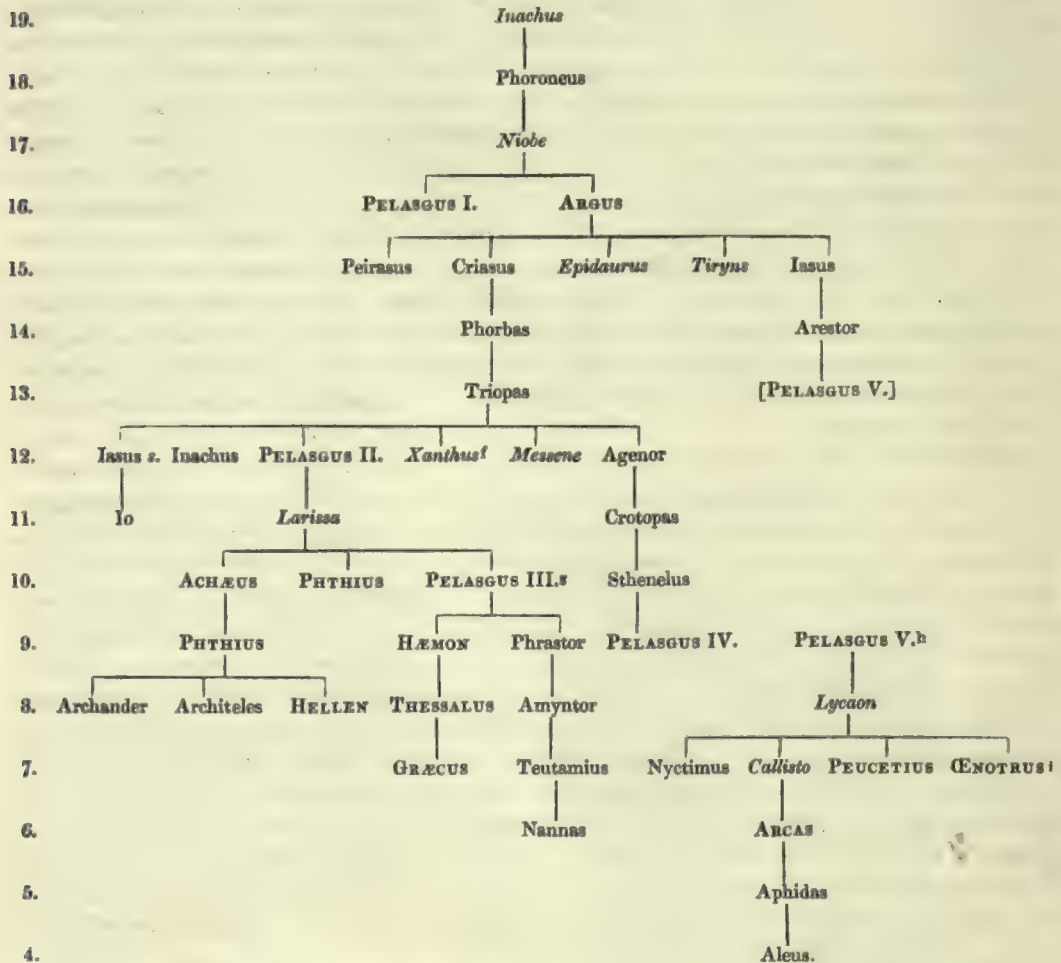 19. Inachus
18. Phoroneus
17. Niobe
16. PELASGUS I. ARGUS
15. Peirasus Criasus Epidaurus Tiryns Iasus
14. Phorbas Arestor
13. Triopas [PELASGUS V.]
12. Iasus s. Inachus PELASGUS II. Xanthusᶠ Messene Agenor
11. Io Larissa Crotopas
10. ACHÆUS PHTHIUS PELASGUS III.ᵍ Sthenelus
9. PHTHIUS HÆMON Phrastor PELASGUS IV. PELASGUS V.ʰ
8. Archander Architeles HELLEN THESSALUS Amyntor Lycaon
7. GRÆCUS Teutamius Nyctimus Callisto PEUCETIUS ŒNOTRUSⁱ
6. Nannas ARCAS
5. Aphidas
4. Aleus.